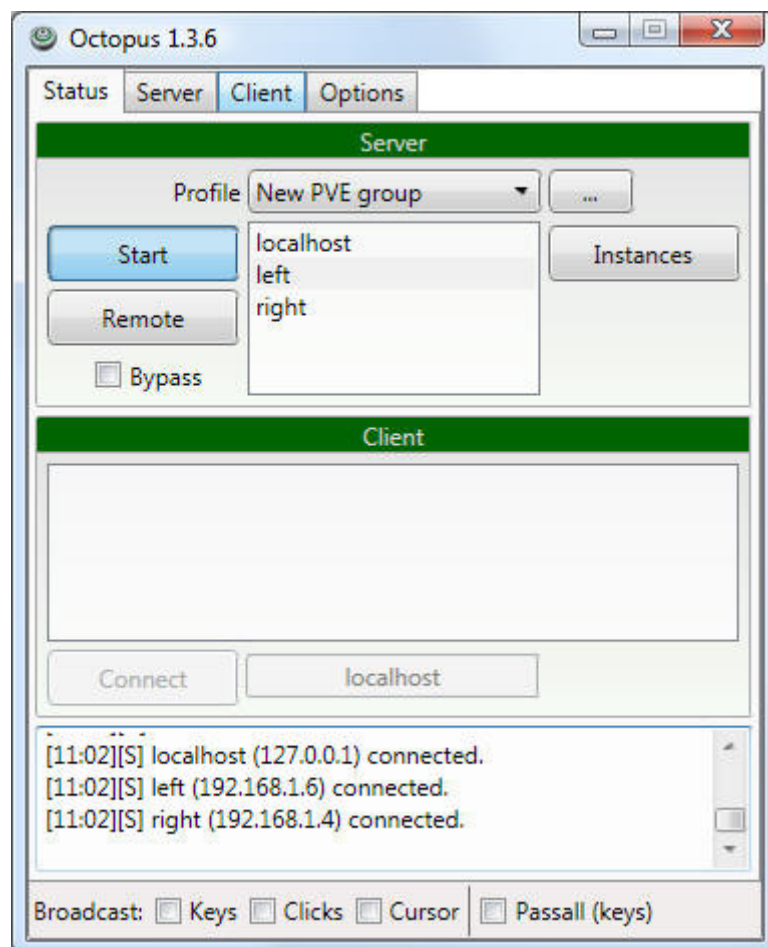 Octopus 1.3.6
Status Server Client Options
Server
Profile New PVE group ...
Start
localhost
left
right
Instances
Remote
Bypass
Client
Connect localhost
[11:02][S] localhost (127.0.0.1) connected.
[11:02][S] left (192.168.1.6) connected.
[11:02][S] right (192.168.1.4) connected.
Broadcast: Keys Clicks Cursor Passall (keys)